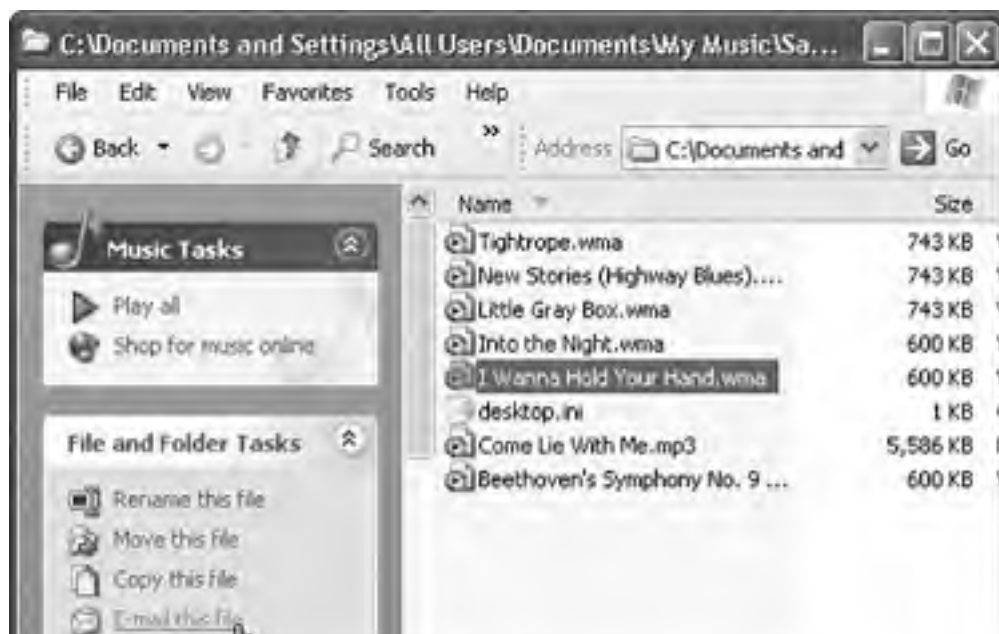 C:\Documents and Settings\All Users\Documents\My Music\Sa...
File Edit View Favorites Tools Help
Back Search » Address C:\Documents and Go
Music Tasks
Play all
Shop for music online
File and Folder Tasks
Rename this file
Move this file
Copy this file
E-mail this file
Name Size
Tightrope.wma 743 KB
New Stories (Highway Blues).... 743 KB
Little Gray Box.wma 743 KB
Into the Night.wma 600 KB
I Wanna Hold Your Hand.wma 600 KB
desktop.ini 1 KB
Come Lie With Me.mp3 5,586 KB
Beethoven's Symphony No. 9 ... 600 KB